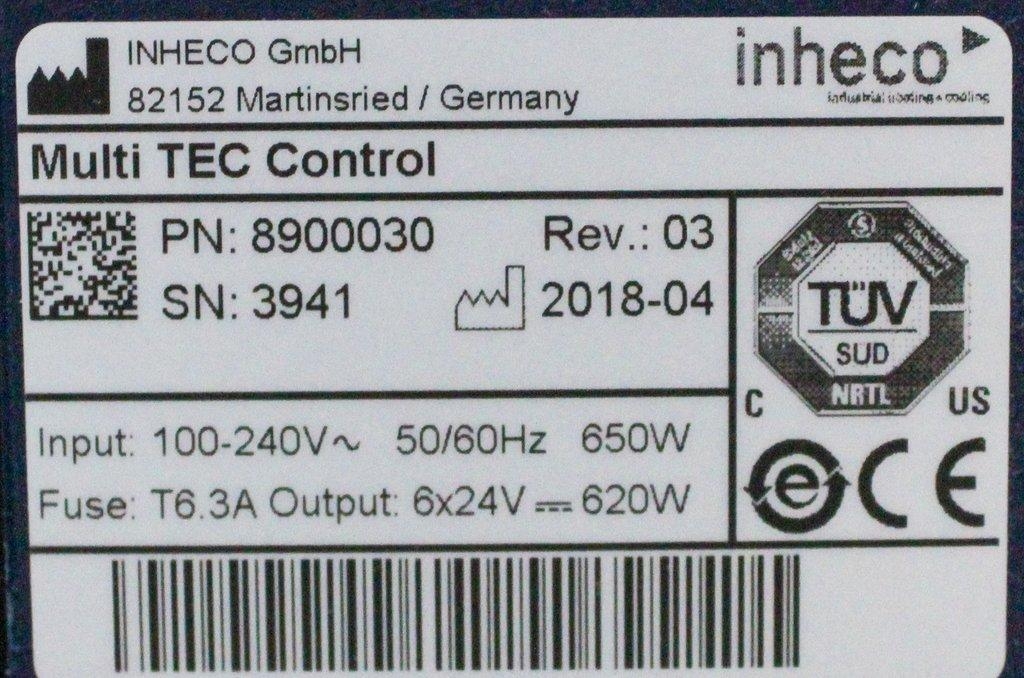 INHECO GmbH
82152 Martinsried / Germany
inheco
industrial heating + cooling
Multi TEC Control
PN: 8900030
Rev.: 03
SN: 3941
2018-04
S
TÜV
SUD
NRTL
C US
Input: 100-240V~ 50/60Hz 650W
Fuse: T6.3A Output: 6x24V ⎓ 620W
e
CE